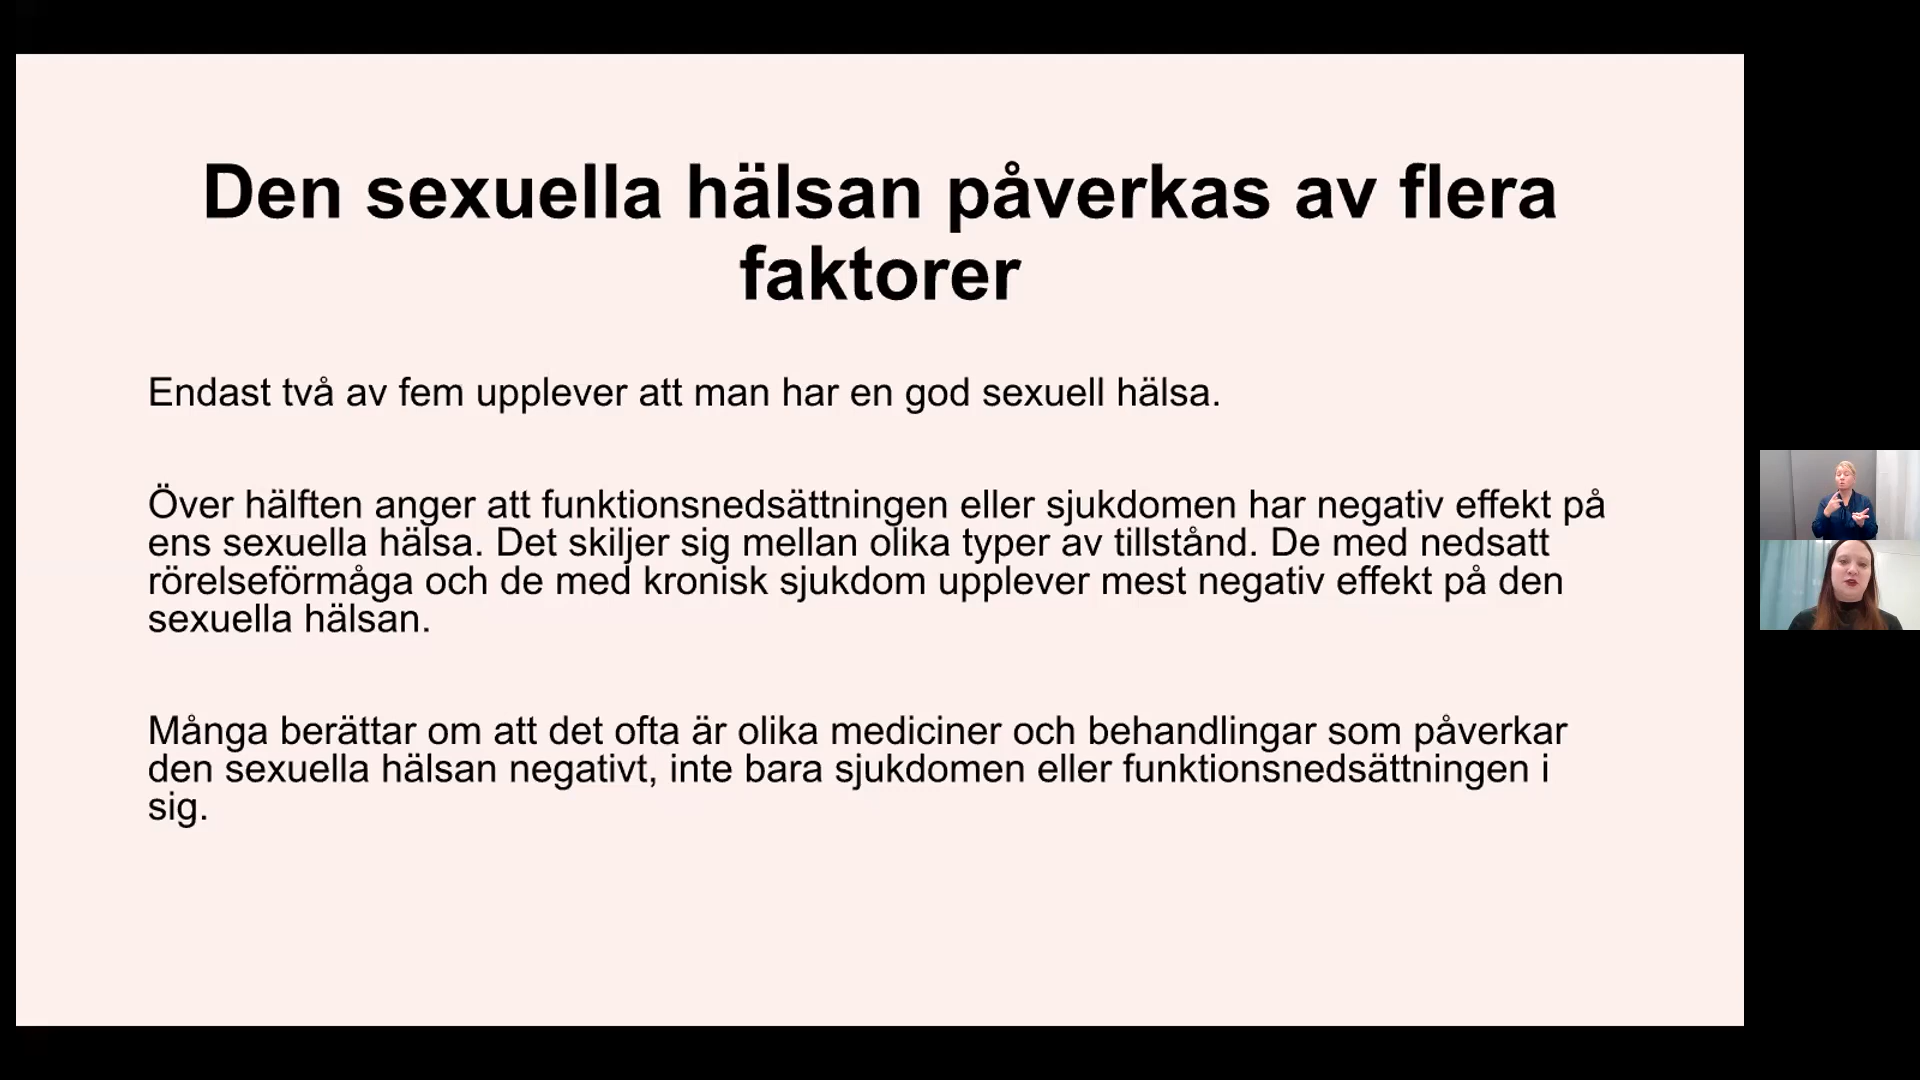 Den sexuella hälsan påverkas av flera
faktorer
Endast två av fem upplever att man har en god sexuell hälsa.
Över hälften anger att funktionsnedsättningen eller sjukdomen har negativ effekt på
ens sexuella hälsa. Det skiljer sig mellan olika typer av tillstånd. De med nedsatt
rörelseförmåga och de med kronisk sjukdom upplever mest negativ effekt på den
sexuella hälsan.
Många berättar om att det ofta är olika mediciner och behandlingar som påverkar
den sexuella hälsan negativt, inte bara sjukdomen eller funktionsnedsättningen i
sig.